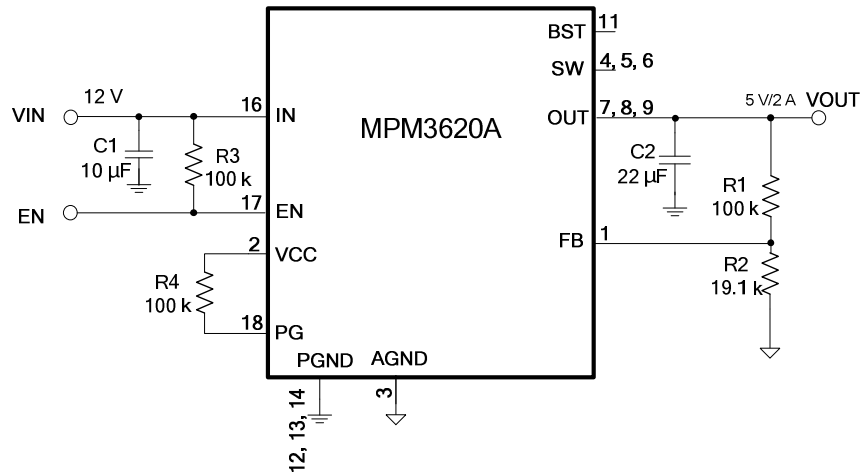 BST
11
SW
4, 5, 6
VIN
12 V
16
IN
MPM3620A
OUT
7, 8, 9
5 V/2 A
VOUT
C1
10 µF
R3
100 k
C2
22 µF
R1
100 k
EN
17
EN
2
VCC
FB
1
R2
19.1 k
R4
100 k
18
PG
PGND
AGND
12, 13, 14
3